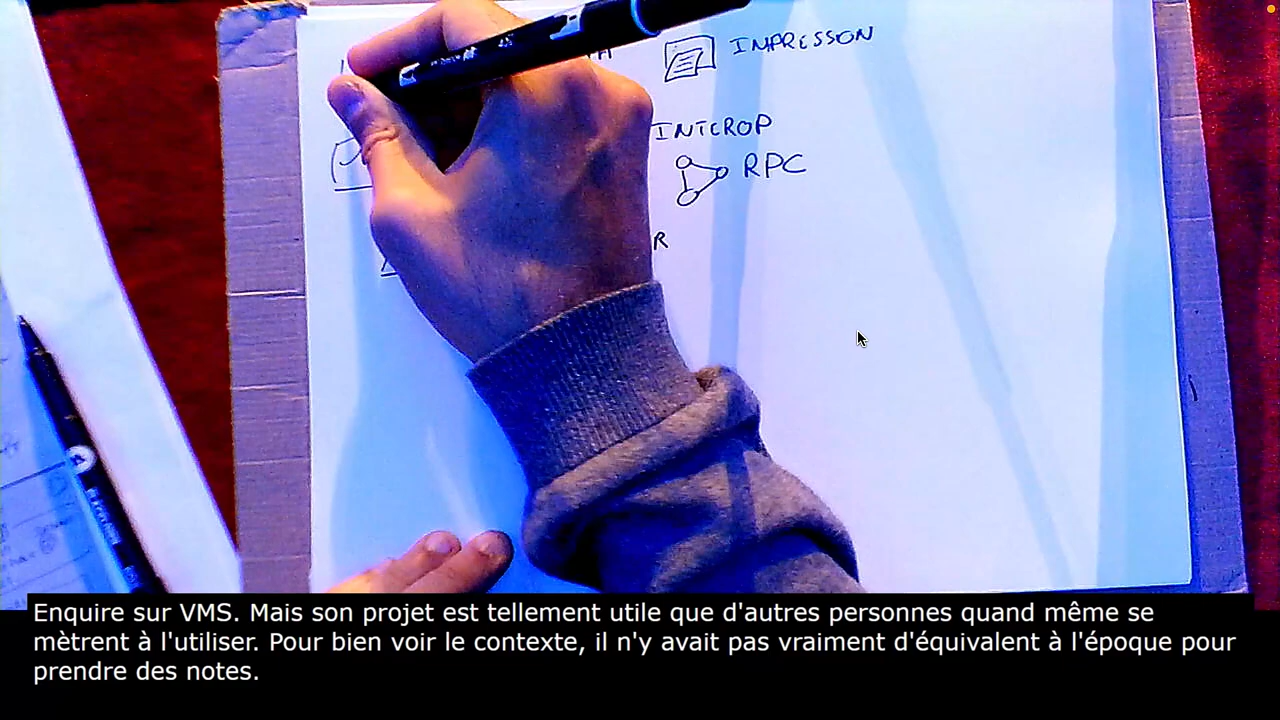 IMPRESSON
INTEROP
RPC
R
Enquire sur VMS. Mais son projet est tellement utile que d'autres personnes quand même se
mètrent à l'utiliser. Pour bien voir le contexte, il n'y avait pas vraiment d'équivalent à l'époque pour
prendre des notes.